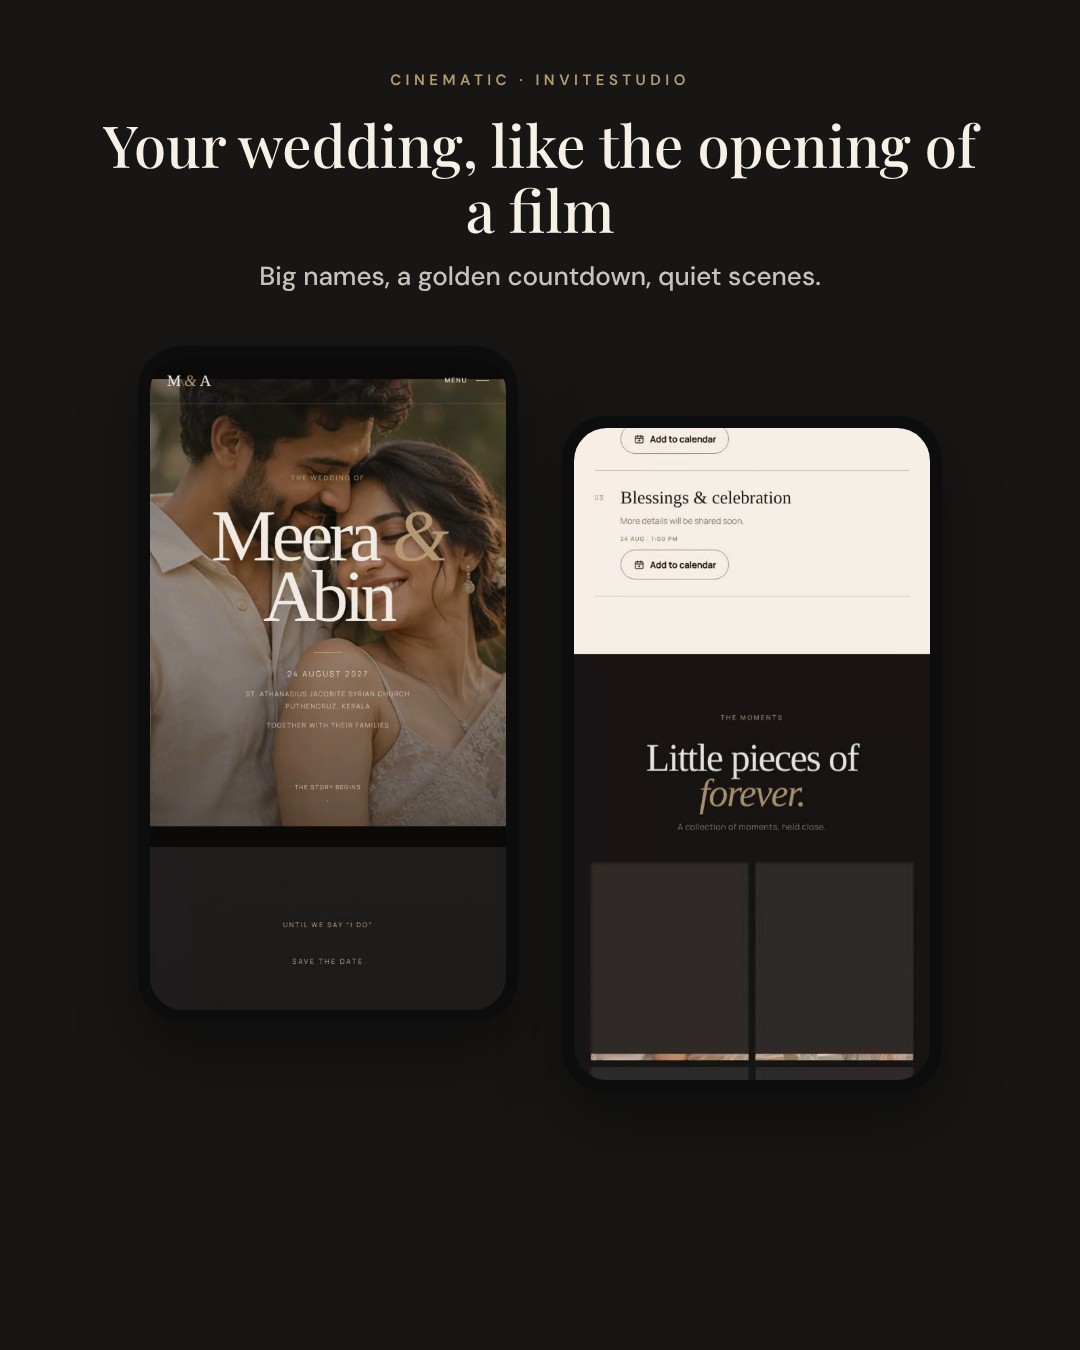 CINEMATIC · INVITESTUDIO
Your wedding, like the opening of
a film
Big names, a golden countdown, quiet scenes.
M & A
MENU
THE WEDDING OF
Meera &
Abin
24 AUGUST 2027
ST. ATHANASIUS JACOBITE SYRIAN CHURCH
PUTHENCRUZ, KERALA
TOGETHER WITH THEIR FAMILIES
THE STORY BEGINS
UNTIL WE SAY "I DO"
SAVE THE DATE
Add to calendar
03
Blessings & celebration
More details will be shared soon.
24 AUG · 1:00 PM
Add to calendar
THE MOMENTS
Little pieces of
forever.
A collection of moments, held close.